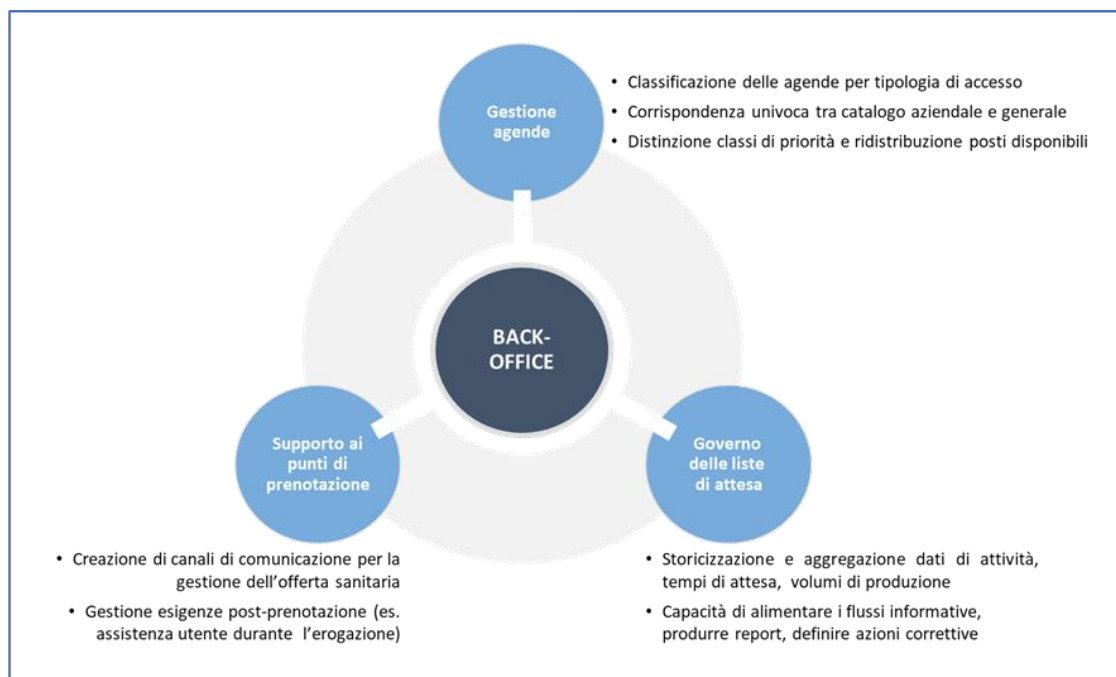 Gestione
agende
• Classificazione delle agende per tipologia di accesso
• Corrispondenza univoca tra catalogo aziendale e generale
• Distinzione classi di priorità e ridistribuzione posti disponibili
BACK-
OFFICE
Supporto ai
punti di
prenotazione
• Creazione di canali di comunicazione per la
gestione dell'offerta sanitaria
• Gestione esigenze post-prenotazione (es.
assistenza utente durante l'erogazione)
Governo
delle liste
di attesa
• Storicizzazione e aggregazione dati di attività,
tempi di attesa, volumi di produzione
• Capacità di alimentare i flussi informative,
produrre report, definire azioni correttive